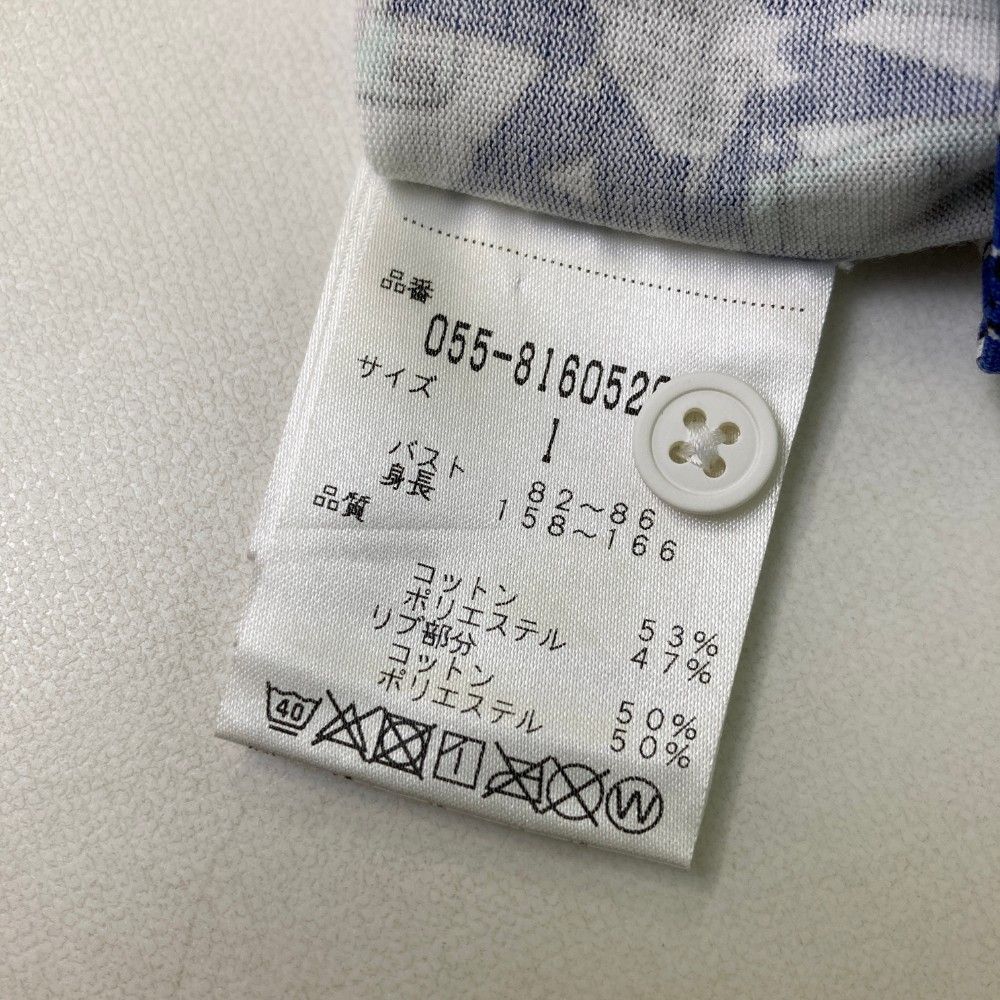 品番
055-816052
サイズ
1
バスト 82～86
身長 158～166
品質
コットン 53%
ポリエステル 47%
リブ部分
コットン 50%
ポリエステル 50%
40
W